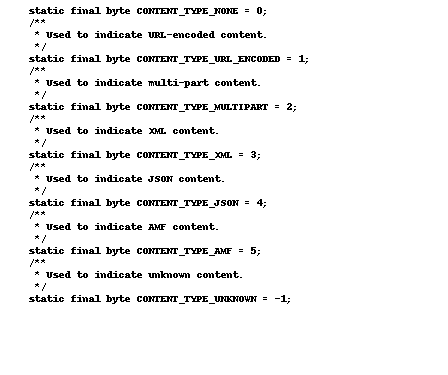 static final byte CONTENT_TYPE_NONE = 0;
/**
* Used to indicate URL-encoded content.
*/
static final byte CONTENT_TYPE_URL_ENCODED = 1;
/**
* Used to indicate multi-part content.
*/
static final byte CONTENT_TYPE_MULTIPART = 2;
/**
* Used to indicate XML content.
*/
static final byte CONTENT_TYPE_XML = 3;
/**
* Used to indicate JSON content.
*/
static final byte CONTENT_TYPE_JSON = 4;
/**
* Used to indicate AMF content.
*/
static final byte CONTENT_TYPE_AMF = 5;
/**
* Used to indicate unknown content.
*/
static final byte CONTENT_TYPE_UNKNOWN = -1;